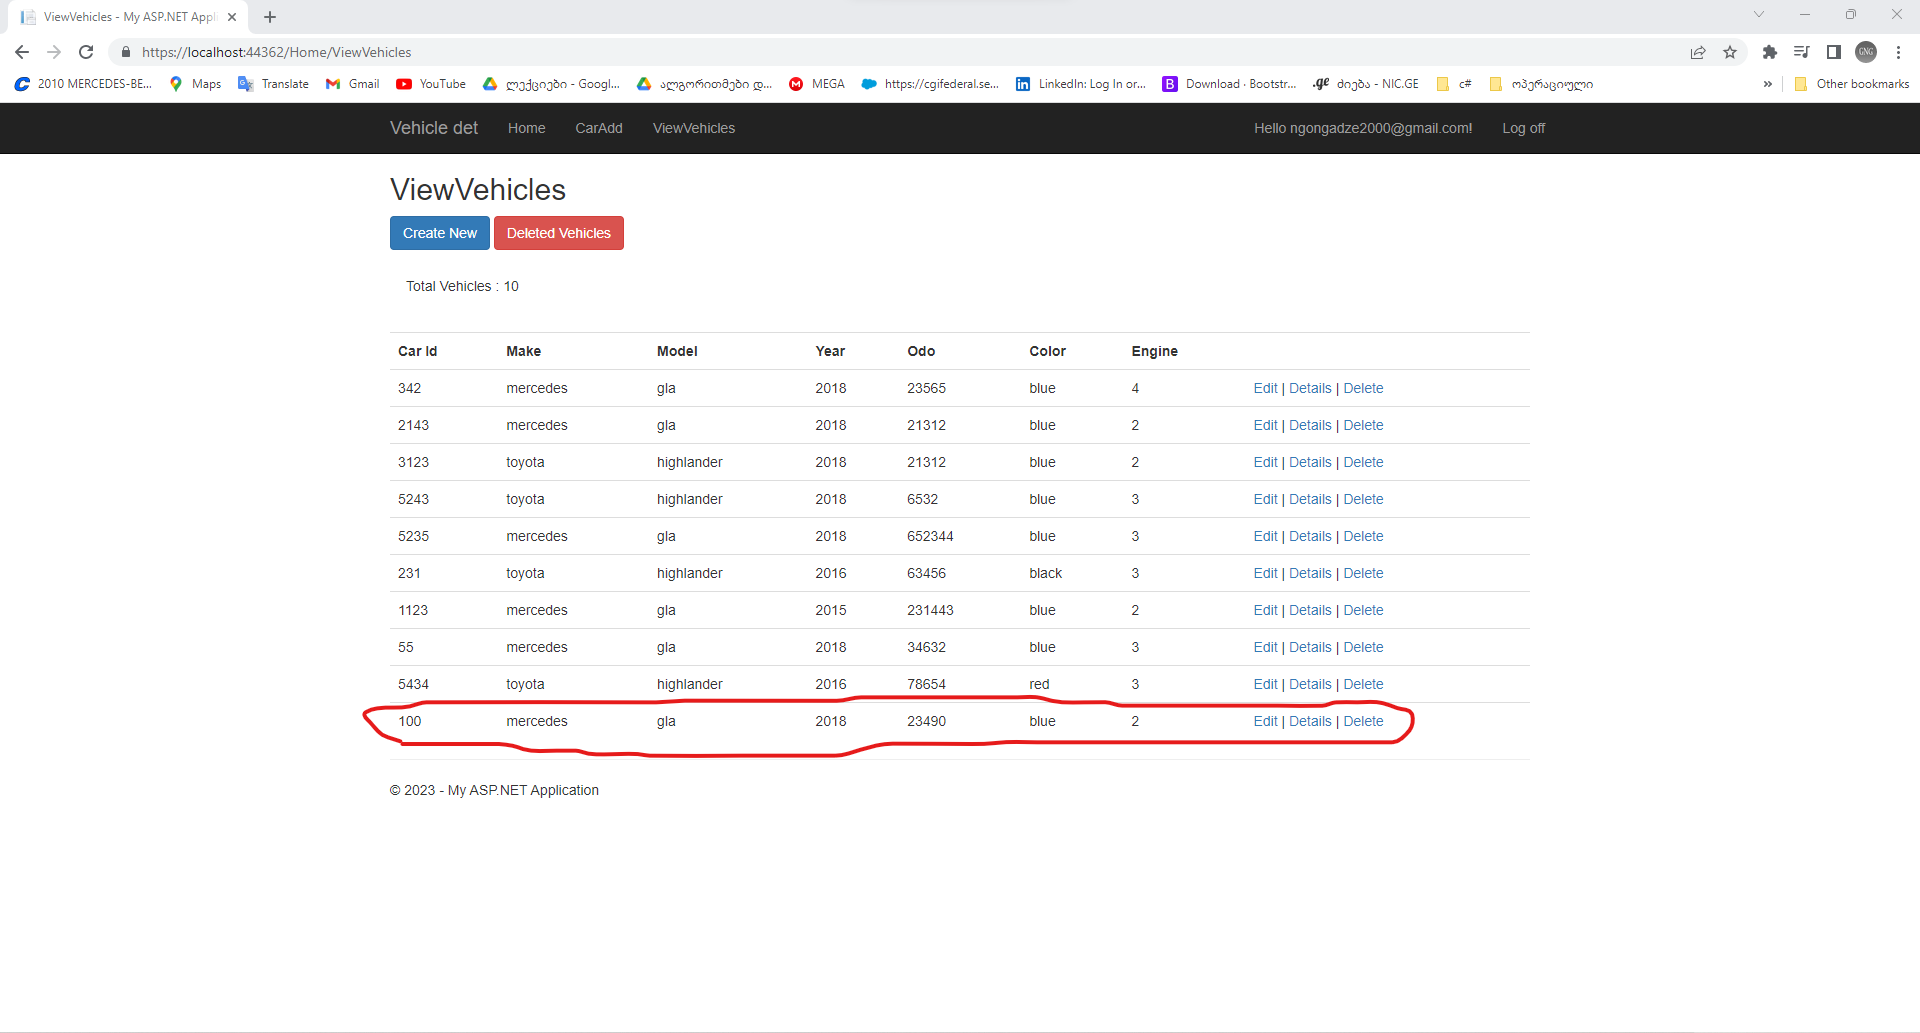 ViewVehicles - My ASP.NET Appli
https://localhost:44362/Home/ViewVehicles
GNG
2010 MERCEDES-BE... Maps Translate Gmail YouTube ლექციები - Googl... ალგორითმები დ... MEGA https://cgifederal.se... LinkedIn: Log In or... Download · Bootstr... .ge ძიება - NIC.GE c# ოპერაციული » Other bookmarks
Vehicle det Home CarAdd ViewVehicles Hello ngongadze2000@gmail.com! Log off
ViewVehicles
Create New Deleted Vehicles
Total Vehicles : 10
Car Id Make Model Year Odo Color Engine
342 mercedes gla 2018 23565 blue 4 Edit | Details | Delete
2143 mercedes gla 2018 21312 blue 2 Edit | Details | Delete
3123 toyota highlander 2018 21312 blue 2 Edit | Details | Delete
5243 toyota highlander 2018 6532 blue 3 Edit | Details | Delete
5235 mercedes gla 2018 652344 blue 3 Edit | Details | Delete
231 toyota highlander 2016 63456 black 3 Edit | Details | Delete
1123 mercedes gla 2015 231443 blue 2 Edit | Details | Delete
55 mercedes gla 2018 34632 blue 3 Edit | Details | Delete
5434 toyota highlander 2016 78654 red 3 Edit | Details | Delete
100 mercedes gla 2018 23490 blue 2 Edit | Details | Delete
© 2023 - My ASP.NET Application